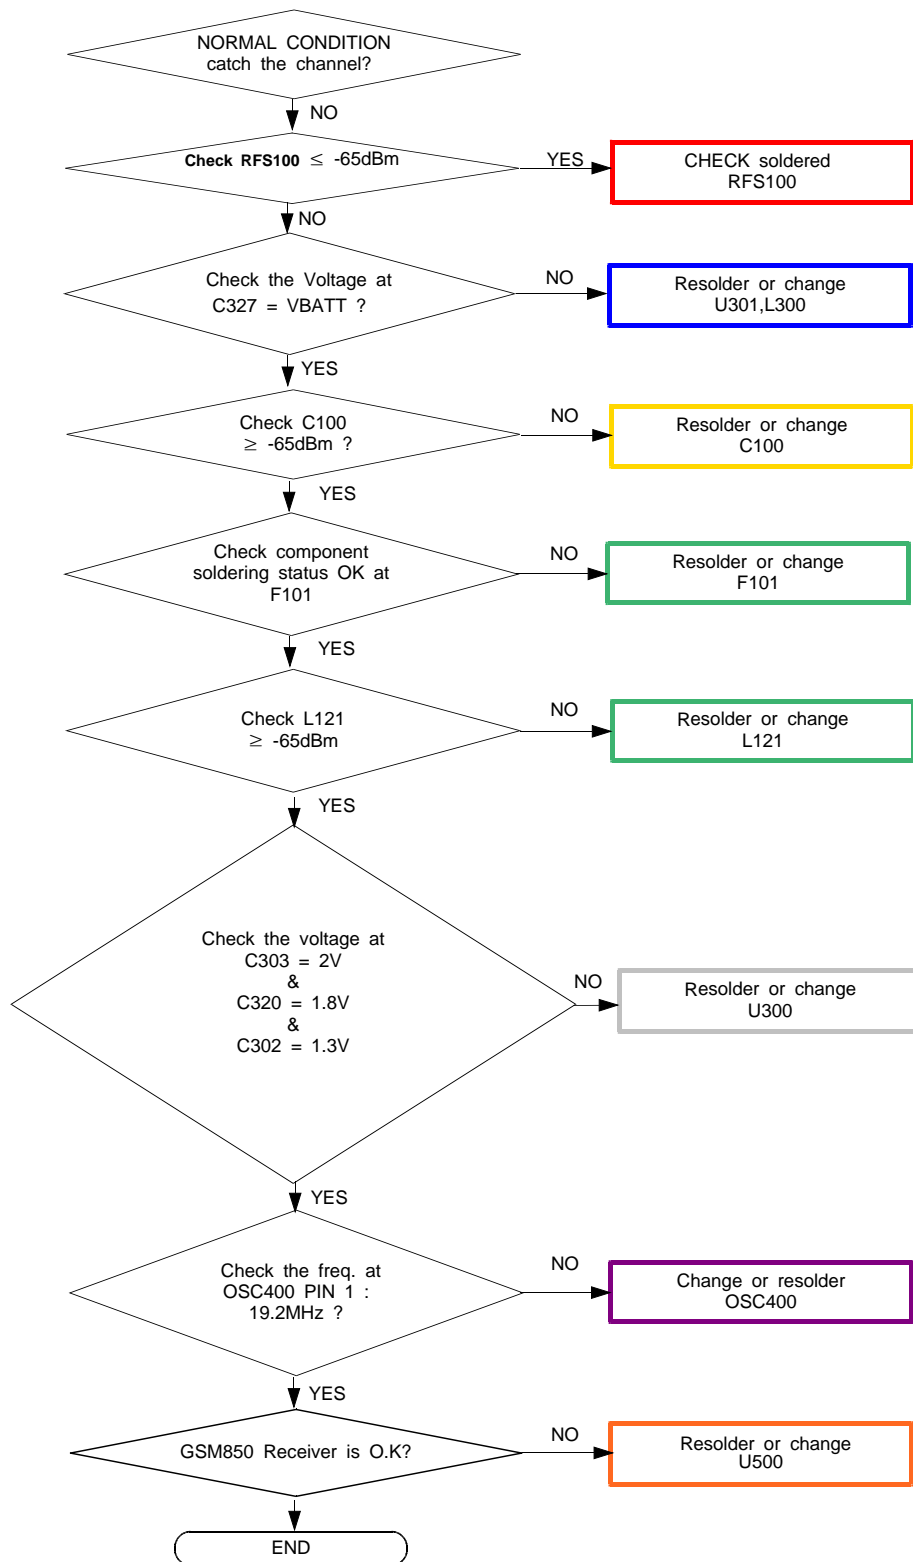 NORMAL CONDITION
catch the channel?
NO
Check RFS100 ≤ -65dBm
YES
CHECK soldered
RFS100
NO
Check the Voltage at
C327 = VBATT ?
NO
Resolder or change
U301,L300
YES
Check C100
≥ -65dBm ?
NO
Resolder or change
C100
YES
Check component
soldering status OK at
F101
NO
Resolder or change
F101
YES
Check L121
≥ -65dBm
NO
Resolder or change
L121
YES
Check the voltage at
C303 = 2V
&
C320 = 1.8V
&
C302 = 1.3V
NO
Resolder or change
U300
YES
Check the freq. at
OSC400 PIN 1 :
19.2MHz ?
NO
Change or resolder
OSC400
YES
GSM850 Receiver is O.K?
NO
Resolder or change
U500
END